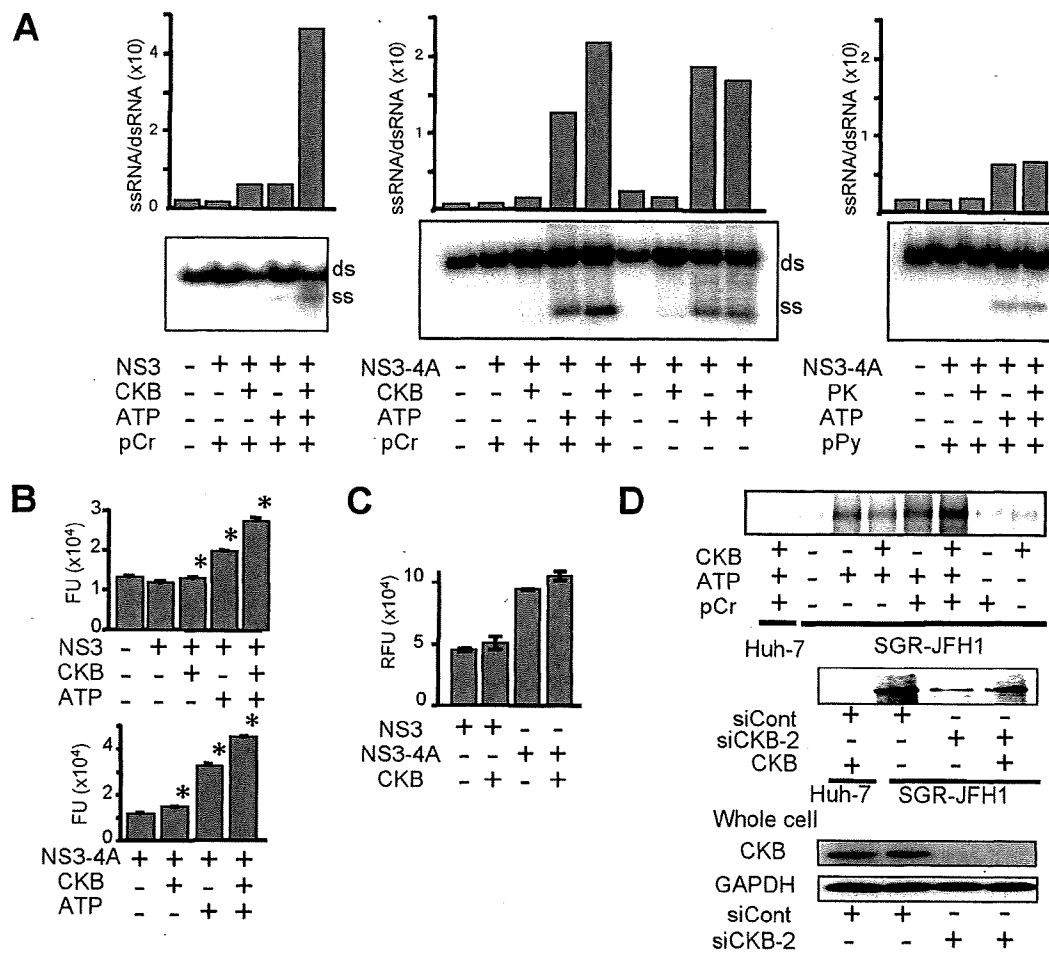 A
ssRNA/dsRNA (x10)
4
2
0
ds
ss
NS3 - + + + +
CKB - - + - +
ATP - - - + +
pCr - + + + +
ssRNA/dsRNA (x10)
2
1
0
ds
ss
NS3-4A - + + + + + + + +
CKB - - + - + - + - +
ATP - - - + + - - + +
pCr - + + + + - - - -
ssRNA/dsRNA (x10)
2
1
0
NS3-4A - + + + +
PK - - + - +
ATP - - - + +
pPy - + + + +
B
FU (x10⁴)
3
2
1
0
* * *
NS3 - + + + +
CKB - - + - +
ATP - - - + +
FU (x10⁴)
4
2
0
* * *
NS3-4A + + + +
CKB - + - +
ATP - - + +
C
RFU (x10⁴)
10
5
0
NS3 + + - -
NS3-4A - - + +
CKB - + - +
D
CKB + - - + - + - +
ATP + - + + + + - -
pCr + - - - + + + -
Huh-7 SGR-JFH1
siCont + + - -
siCKB-2 - - + +
CKB + - - +
Huh-7 SGR-JFH1
Whole cell
CKB
GAPDH
siCont + + - -
siCKB-2 - - + +